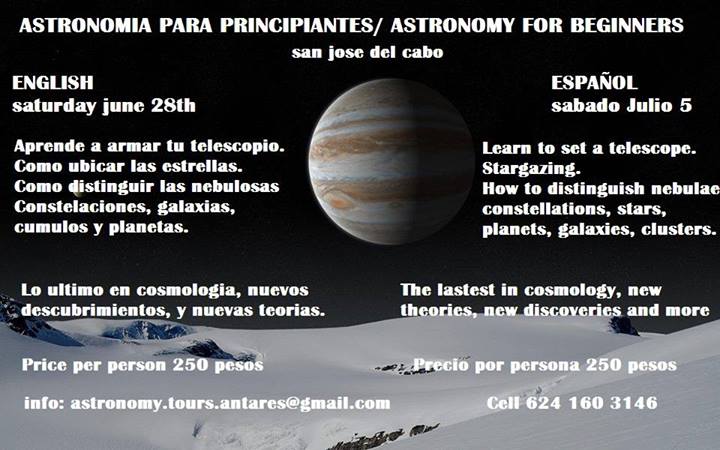 ASTRONOMIA PARA PRINCIPIANTES/ ASTRONOMY FOR BEGINNERS
san jose del cabo
ENGLISH
saturday june 28th
ESPAÑOL
sabado Julio 5
Aprende a armar tu telescopio.
Como ubicar las estrellas.
Como distinguir las nebulosas
Constelaciones, galaxias,
cumulos y planetas.
Learn to set a telescope.
Stargazing.
How to distinguish nebulae
constellations, stars,
planets, galaxies, clusters.
Lo ultimo en cosmologia, nuevos
descubrimientos, y nuevas teorias.
The lastest in cosmology, new
theories, new discoveries and more
Price per person 250 pesos
Precio por persona 250 pesos
info: astronomy.tours.antares@gmail.com
Cell 624 160 3146